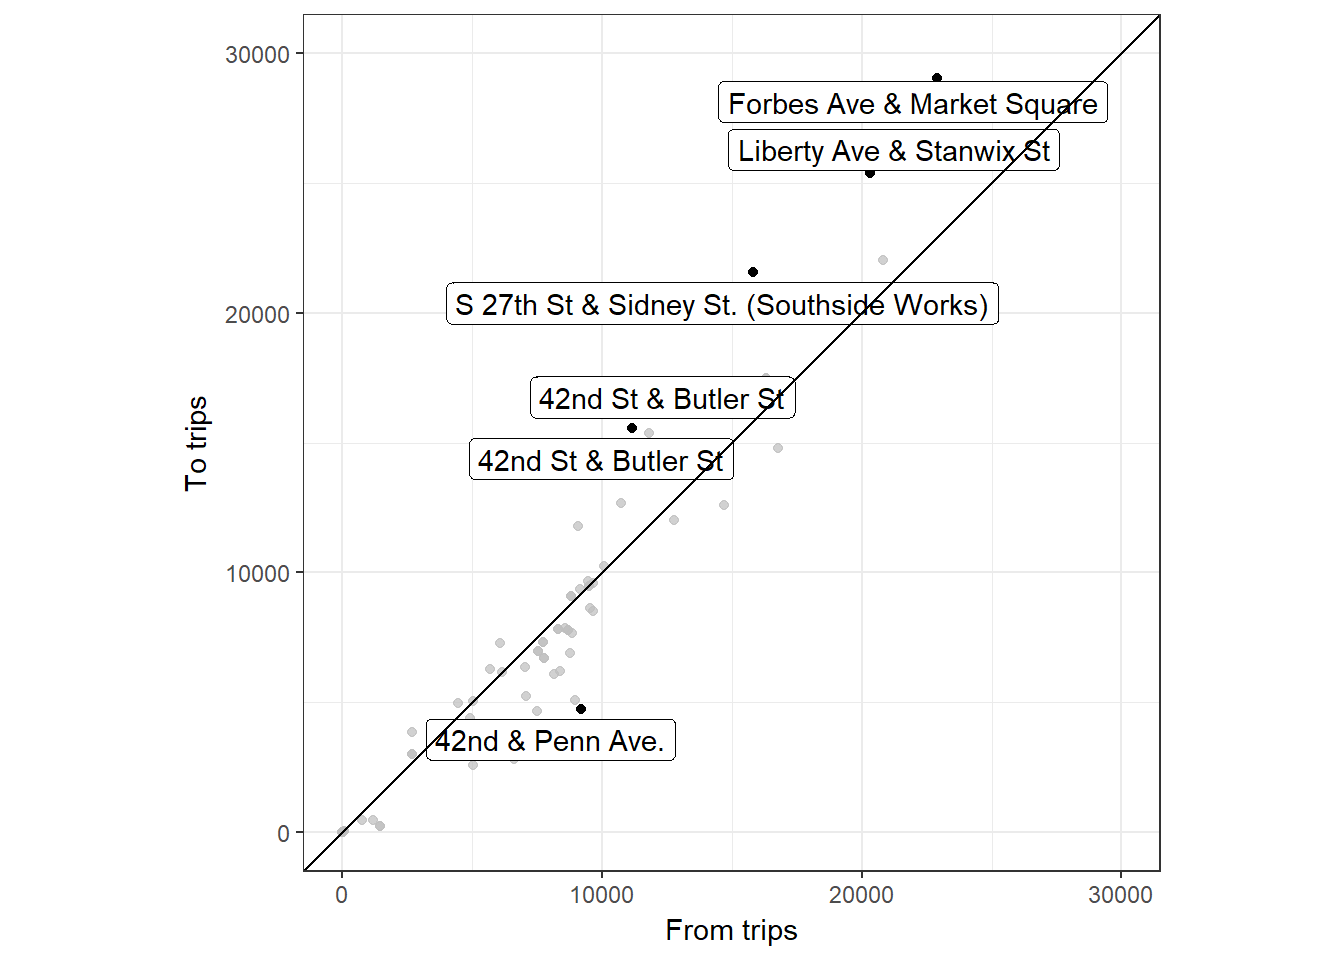 30000
Forbes Ave & Market Square
Liberty Ave & Stanwix St
S 27th St & Sidney St. (Southside Works)
20000
42nd St & Butler St
To trips
42nd St & Butler St
10000
42nd & Penn Ave.
0
0
10000
20000
30000
From trips